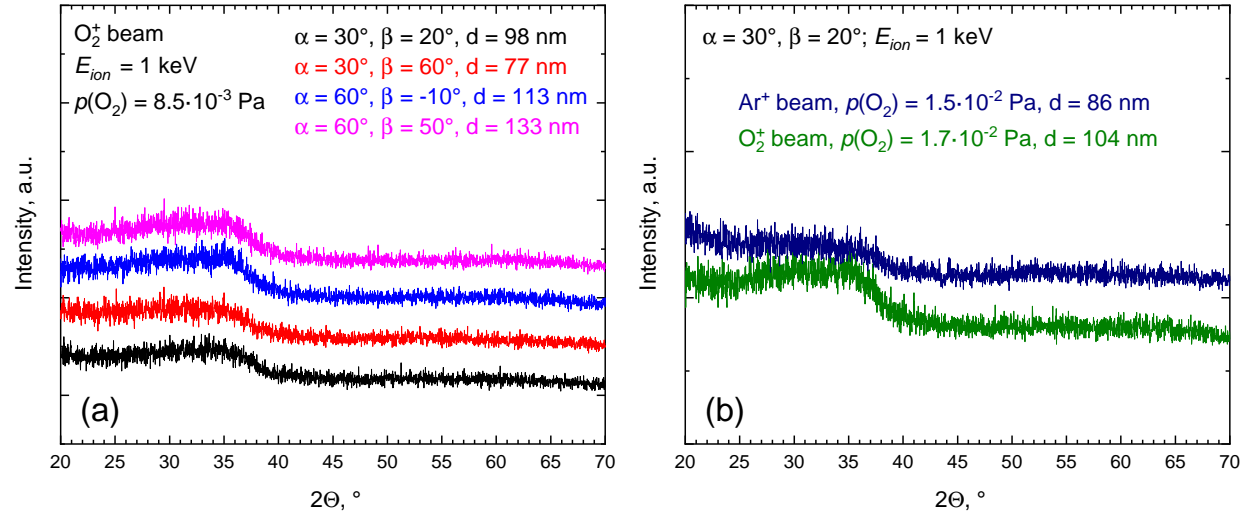 O₂⁺ beam
E_ion = 1 keV
p(O₂) = 8.5·10⁻³ Pa
α = 30°, β = 20°, d = 98 nm
α = 30°, β = 60°, d = 77 nm
α = 60°, β = -10°, d = 113 nm
α = 60°, β = 50°, d = 133 nm
Intensity, a.u.
(a)
20 25 30 35 40 45 50 55 60 65 70
2Θ, °
α = 30°, β = 20°; E_ion = 1 keV
Ar⁺ beam, p(O₂) = 1.5·10⁻² Pa, d = 86 nm
O₂⁺ beam, p(O₂) = 1.7·10⁻² Pa, d = 104 nm
Intensity, a.u.
(b)
20 25 30 35 40 45 50 55 60 65 70
2Θ, °